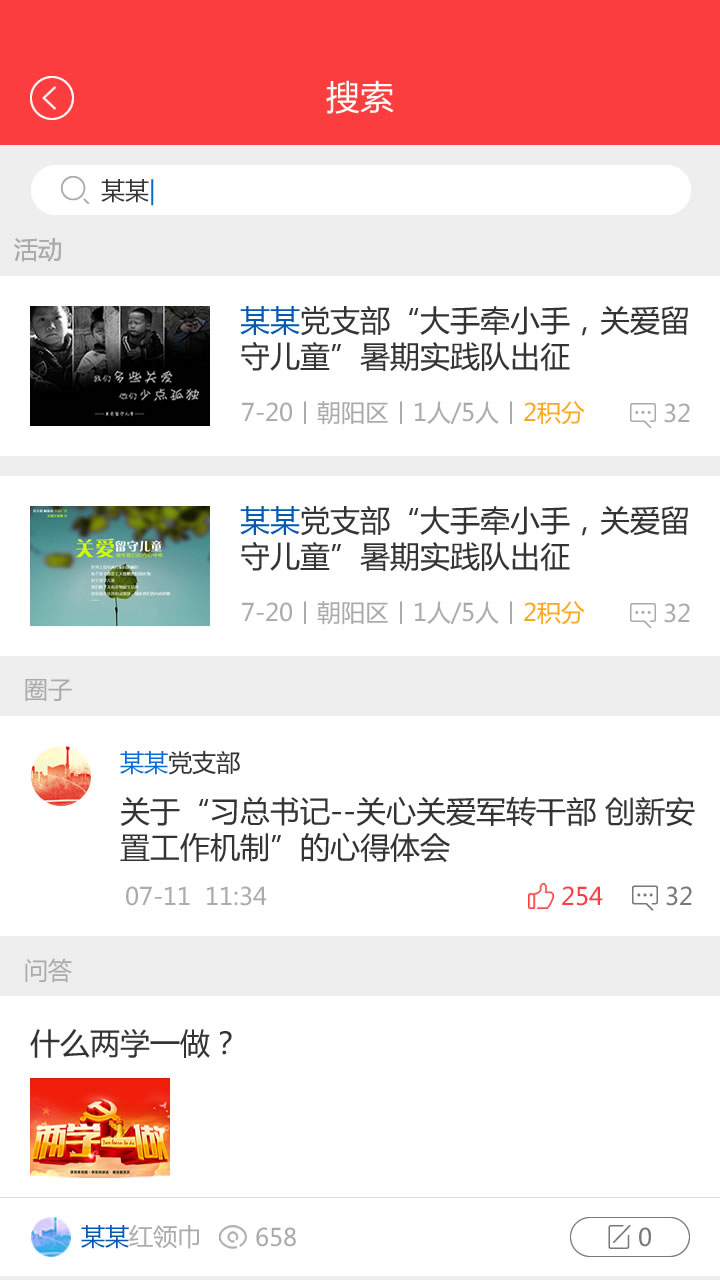 搜索
某某
活动
我们多些关爱
他们少点孤独
某某党支部“大手牵小手，关爱留
守儿童”暑期实践队出征
7-20 | 朝阳区 | 1人/5人 | 2积分 32
关爱留守儿童
某某党支部“大手牵小手，关爱留
守儿童”暑期实践队出征
7-20 | 朝阳区 | 1人/5人 | 2积分 32
圈子
某某党支部
关于“习总书记--关心关爱军转干部 创新安
置工作机制”的心得体会
07-11 11:34 254 32
问答
什么两学一做？
两学一做
某某红领巾 658 0